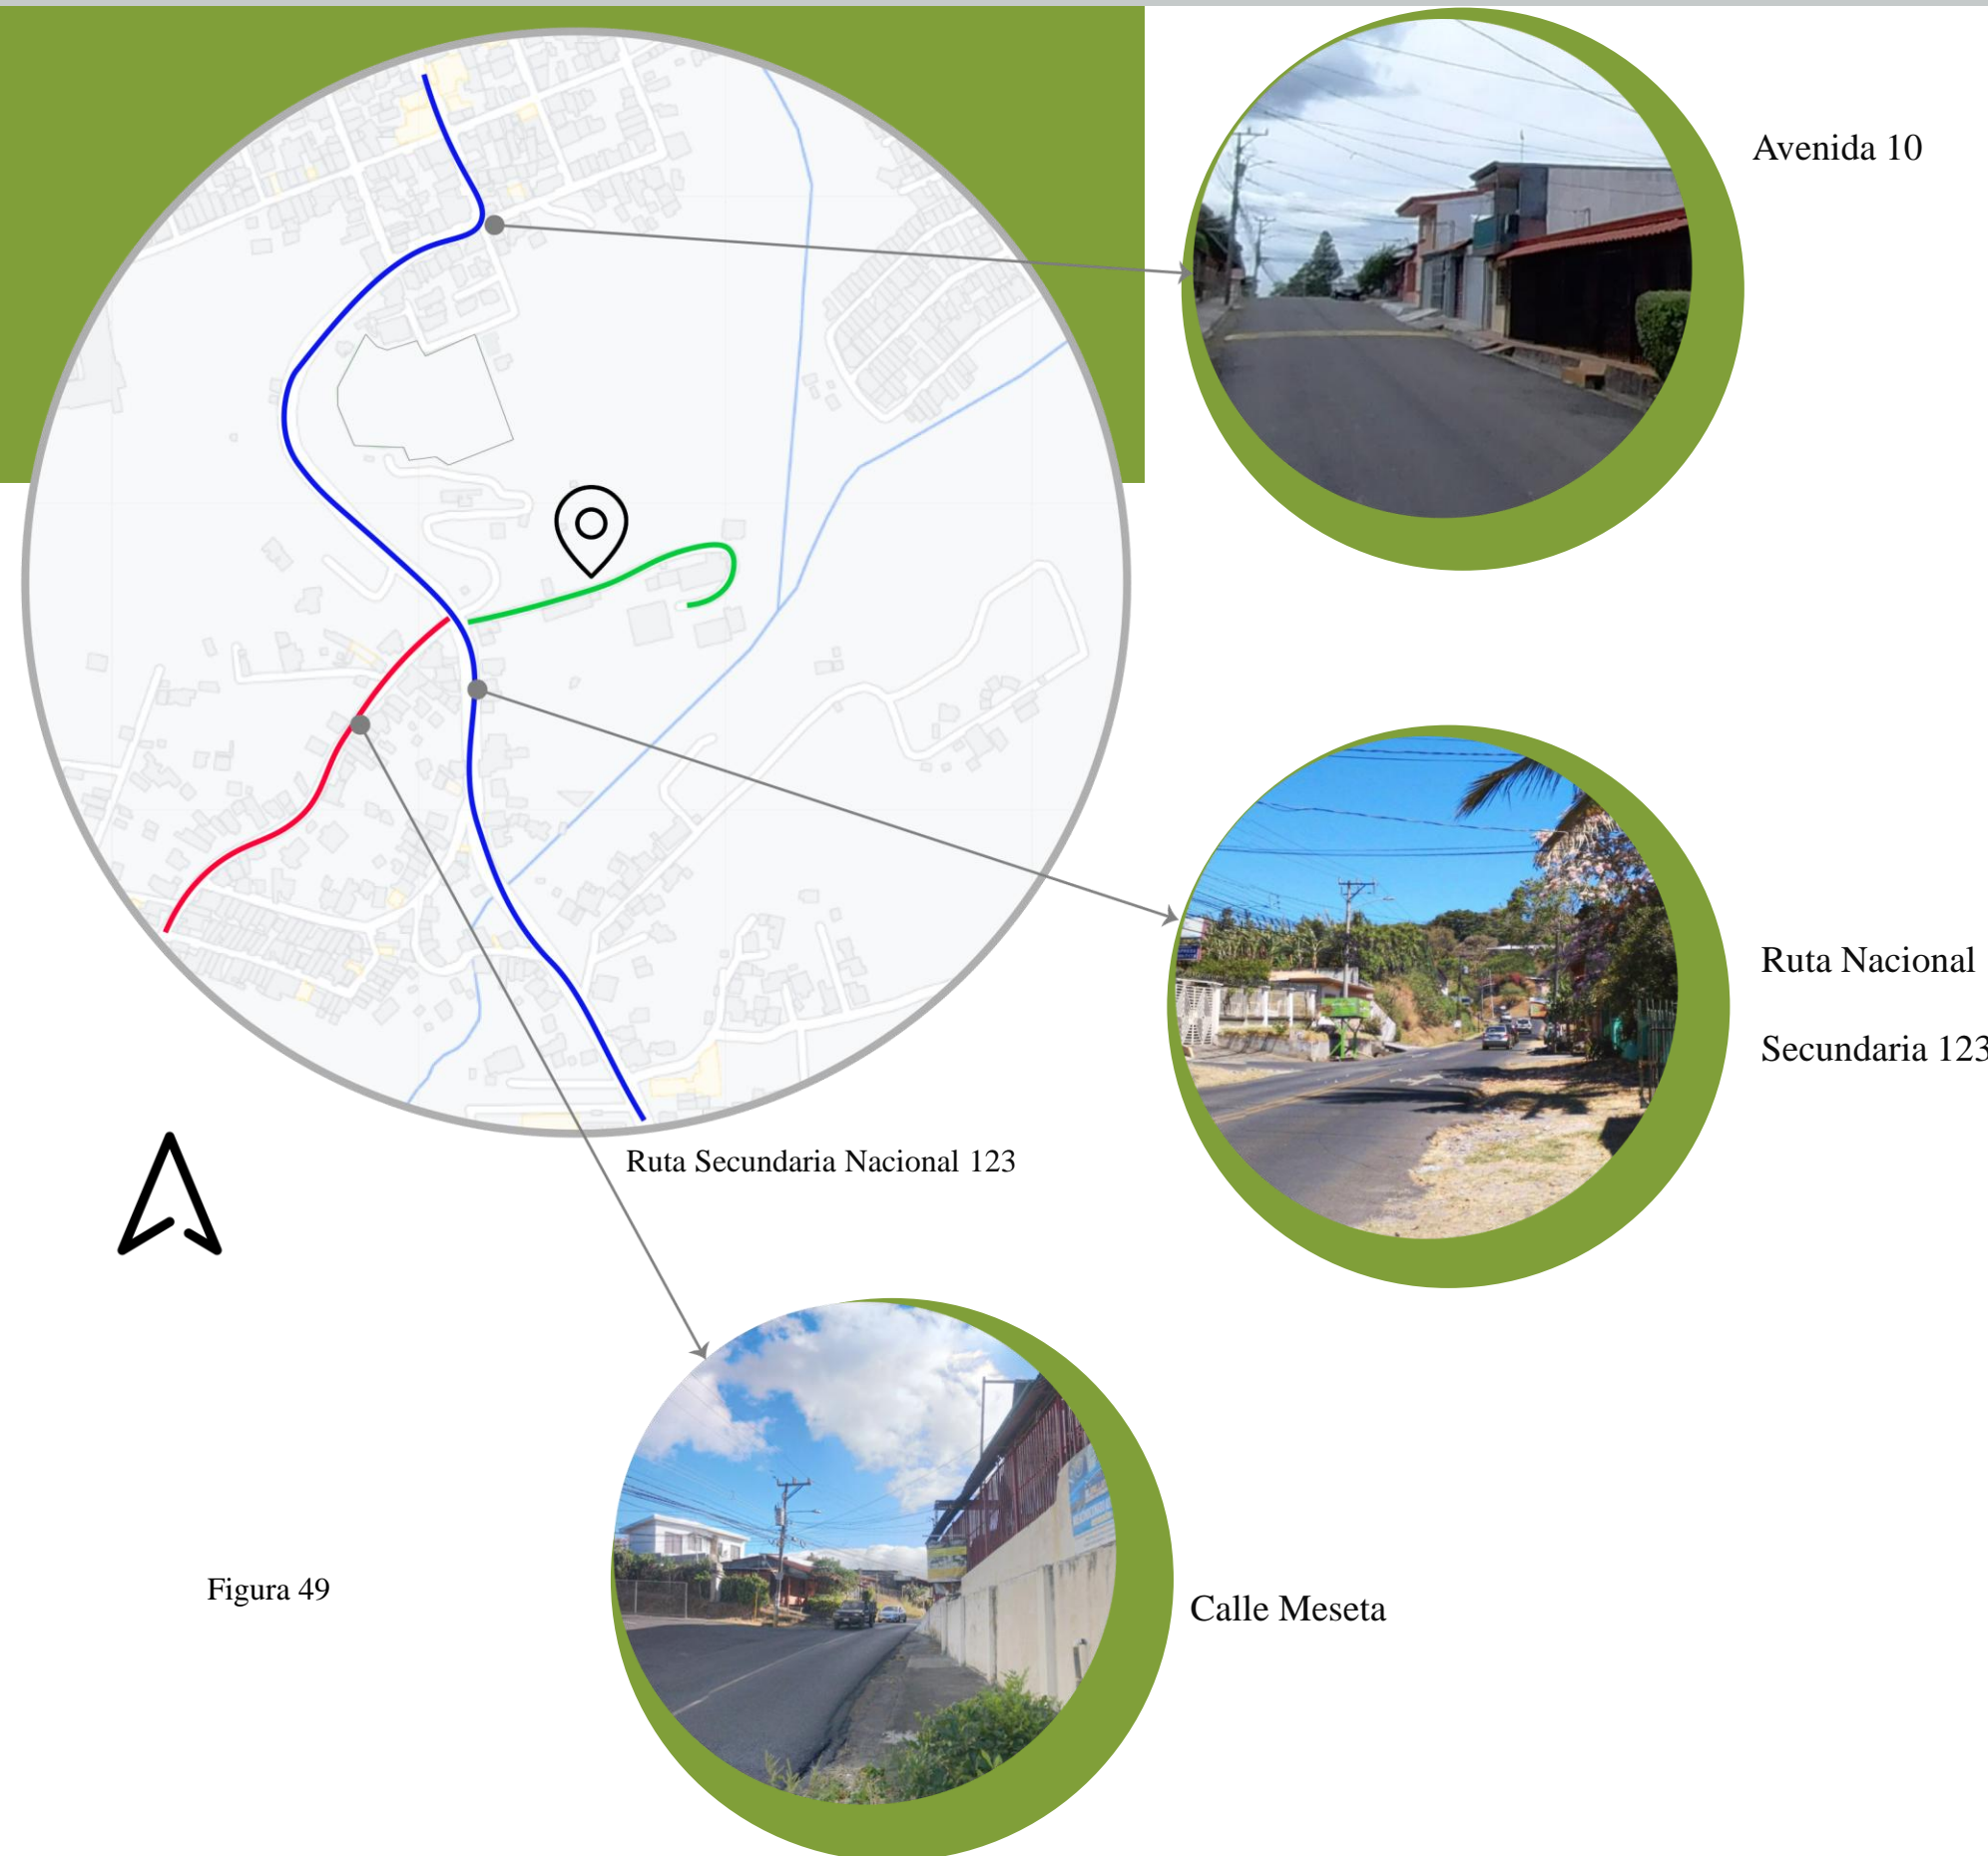 Avenida 10
Ruta Nacional
Secundaria 123
Ruta Secundaria Nacional 123
Figura 49
Calle Meseta